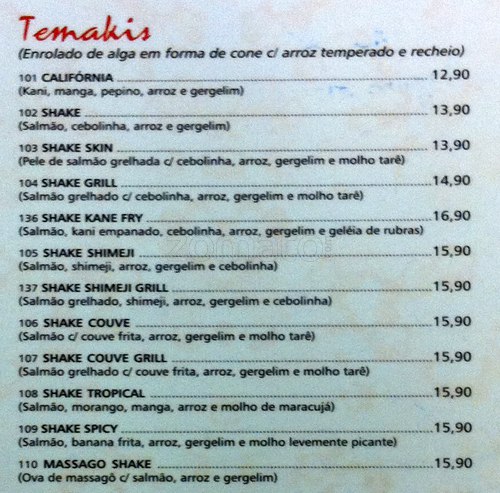 Temakis
(Enrolado de alga em forma de cone c/ arroz temperado e recheio)
101 CALIFÓRNIA 12,90
(Kani, manga, pepino, arroz e gergelim)
102 SHAKE 13,90
(Salmão, cebolinha, arroz e gergelim)
103 SHAKE SKIN 13,90
(Pele de salmão grelhada c/ cebolinha, arroz, gergelim e molho tarê)
104 SHAKE GRILL 14,90
(Salmão grelhado c/ cebolinha, arroz, gergelim e molho tarê)
136 SHAKE KANE FRY 16,90
(Salmão, kani empanado, cebolinha, arroz, gergelim e geléia de rubras)
zomato
105 SHAKE SHIMEJI 15,90
(Salmão, shimeji, arroz, gergelim e cebolinha)
137 SHAKE SHIMEJI GRILL 15,90
(Salmão grelhado, shimeji, arroz, gergelim e cebolinha)
106 SHAKE COUVE 15,90
(Salmão c/ couve frita, arroz, gergelim e molho tarê)
107 SHAKE COUVE GRILL 15,90
(Salmão grelhado c/ couve frita, arroz, gergelim e molho tarê)
108 SHAKE TROPICAL 15,90
(Salmão, morango, manga, arroz e molho de maracujá)
109 SHAKE SPICY 15,90
(Salmão, banana frita, arroz, gergelim e molho levemente picante)
110 MASSAGO SHAKE 15,90
(Ova de massagô c/ salmão, arroz e gergelim)